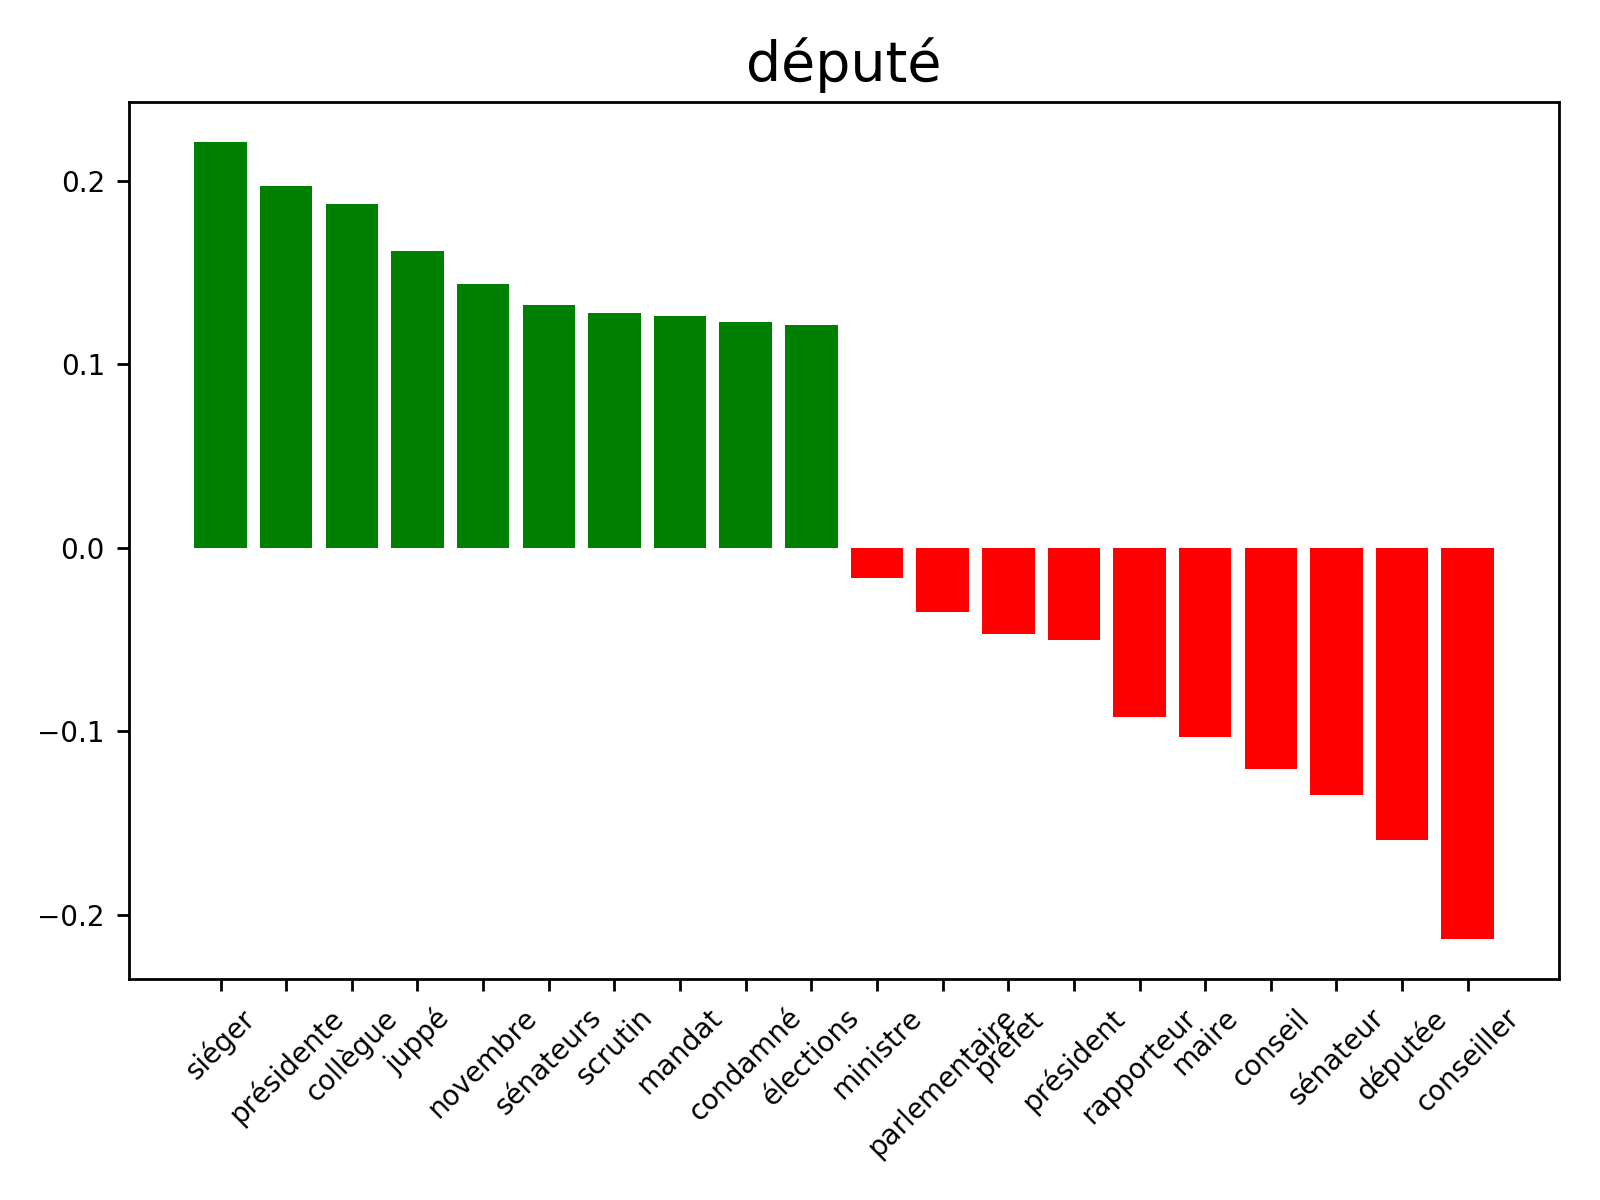 député
0.2
0.1
0.0
−0.1
−0.2
siéger
présidente
collègue
juppé
novembre
sénateurs
scrutin
mandat
condamné
élections
ministre
parlementaire
préfet
président
rapporteur
maire
conseil
sénateur
députée
conseiller